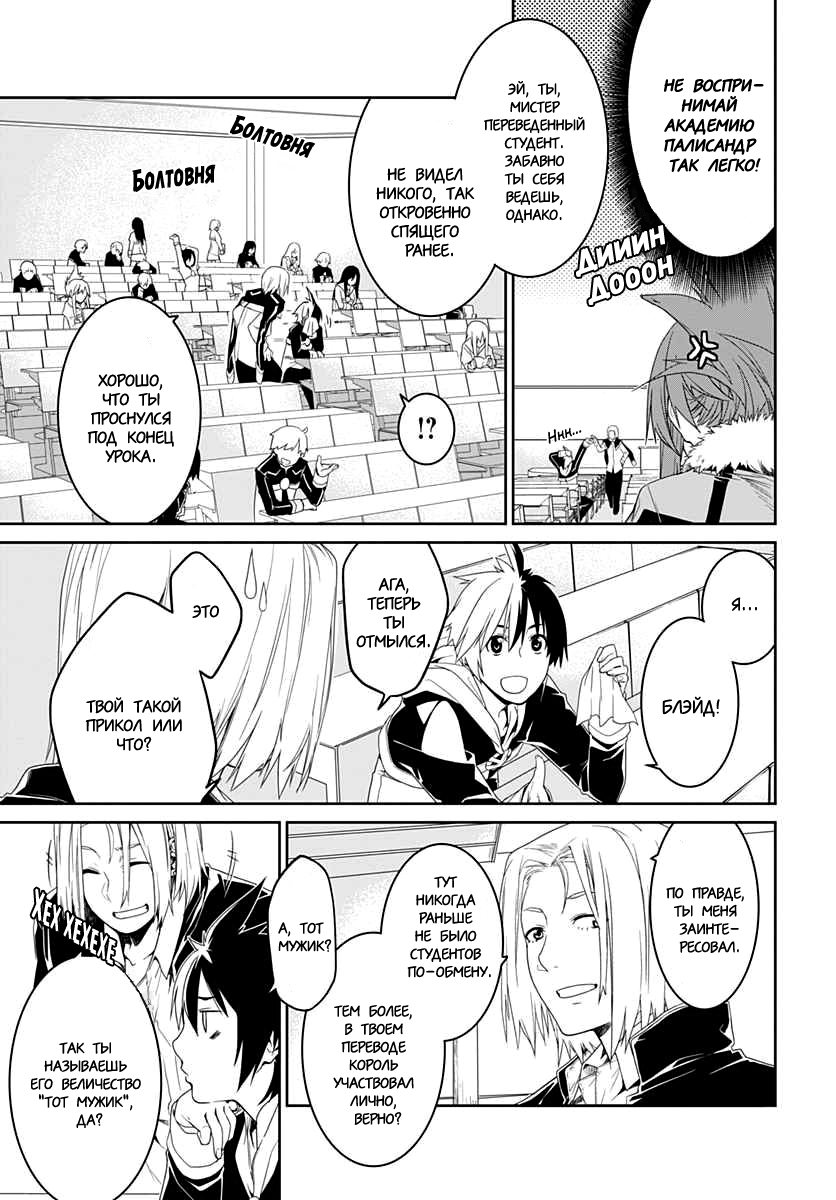 НЕ ВОСПРИ-
НИМАЙ
АКАДЕМИЮ
ПАЛИСАНДР
ТАК ЛЕГКО!
ДИИИН
ДОООН
Ннн...
ЭЙ, ТЫ,
МИСТЕР
ПЕРЕВЕДЕННЫЙ
СТУДЕНТ.
ЗАБАВНО
ТЫ СЕБЯ
ВЕДЕШЬ,
ОДНАКО.
НЕ ВИДЕЛ
НИКОГО, ТАК
ОТКРОВЕННО
СПЯЩЕГО
РАНЕЕ.
БОЛТОВНЯ
БОЛТОВНЯ
!?
ХОРОШО,
ЧТО ТЫ
ПРОСНУЛСЯ
ПОД КОНЕЦ
УРОКА.
Я...
БЛЭЙД!
АГА,
ТЕПЕРЬ
ТЫ
ОТМЫЛСЯ.
ЭТО
ТВОЙ ТАКОЙ
ПРИКОЛ ИЛИ
ЧТО?
ПО ПРАВДЕ,
ТЫ МЕНЯ
ЗАИНТЕ-
РЕСОВАЛ.
ТУТ
НИКОГДА
РАНЬШЕ
НЕ БЫЛО
СТУДЕНТОВ
ПО-ОБМЕНУ.
ТЕМ БОЛЕЕ,
В ТВОЕМ
ПЕРЕВОДЕ
КОРОЛЬ
УЧАСТВОВАЛ
ЛИЧНО,
ВЕРНО?
А, ТОТ
МУЖИК?
ХЕХ ХЕХЕХЕ
ТАК ТЫ
НАЗЫВАЕШЬ
ЕГО ВЕЛИЧЕСТВО
"ТОТ МУЖИК",
ДА?